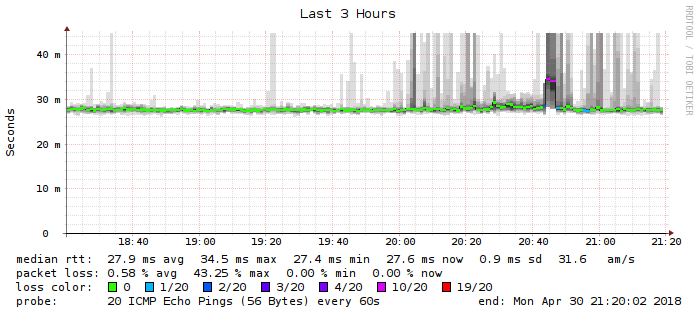 Last 3 Hours
RRDTOOL / TOBI OETIKER
Seconds
40 m
30 m
20 m
10 m
0
18:40 19:00 19:20 19:40 20:00 20:20 20:40 21:00 21:20
median rtt: 27.9 ms avg 34.5 ms max 27.4 ms min 27.6 ms now 0.9 ms sd 31.6 am/s
packet loss: 0.58 % avg 43.25 % max 0.00 % min 0.00 % now
loss color: 0 1/20 2/20 3/20 4/20 10/20 19/20
probe: 20 ICMP Echo Pings (56 Bytes) every 60s end: Mon Apr 30 21:20:02 2018